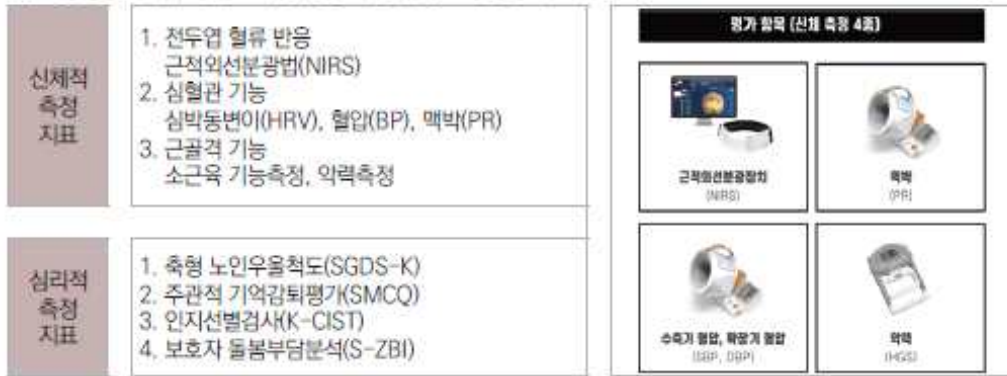 신체적
측정
지표
1. 전두엽 혈류 반응
근적외선분광법(NIRS)
2. 심혈관 기능
심박동변이(HRV), 혈압(BP), 맥박(PR)
3. 근골격 기능
소근육 기능측정, 악력측정
심리적
측정
지표
1. 축형 노인우울척도(SGDS-K)
2. 주관적 기억감퇴평가(SMCQ)
3. 인지선별검사(K-CIST)
4. 보호자 돌봄부담분석(S-ZBI)
평가 항목 (신체 측정 4종)
근적외선분광장치
(NIRS)
맥박
(PR)
수축기 혈압, 확장기 혈압
(SBP, DBP)
악력
(HGS)